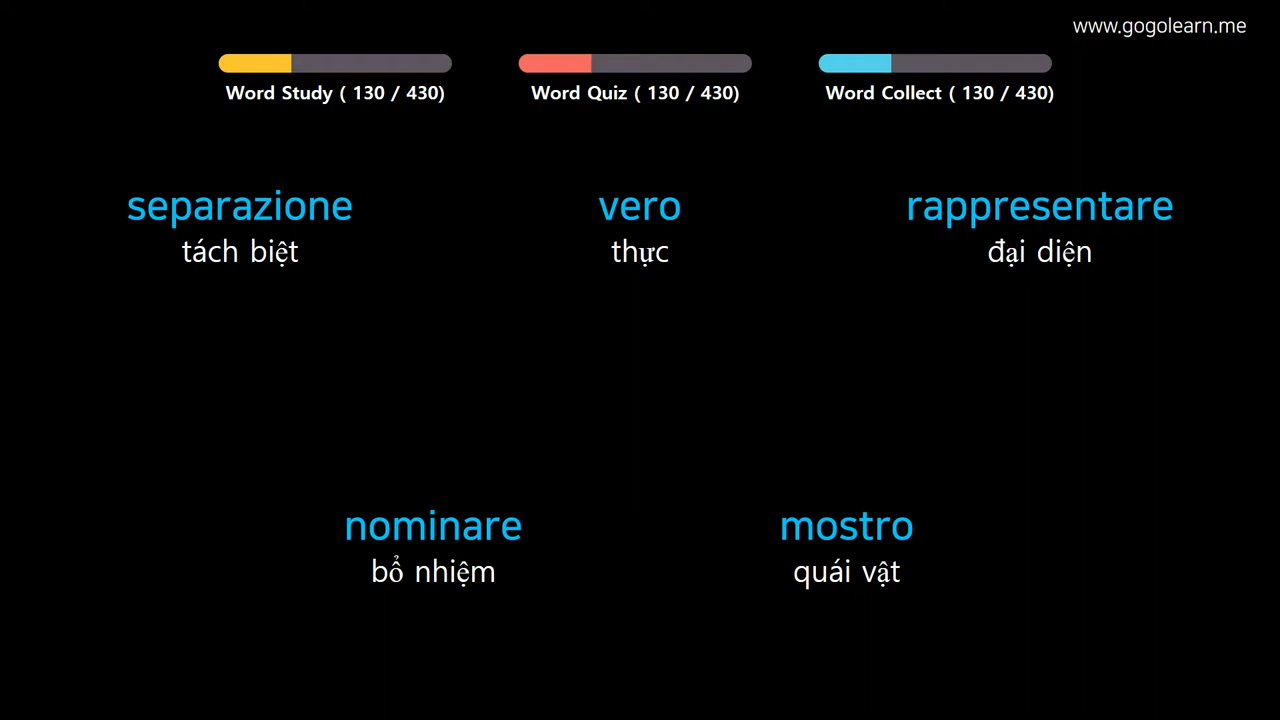 www.gogolearn.me
Word Study ( 130 / 430)
Word Quiz ( 130 / 430)
Word Collect ( 130 / 430)
separazione
tách biệt
vero
thực
rappresentare
đại diện
nominare
bổ nhiệm
mostro
quái vật